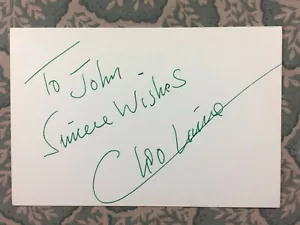 To John
Sincere Wishes
Cleo Laine